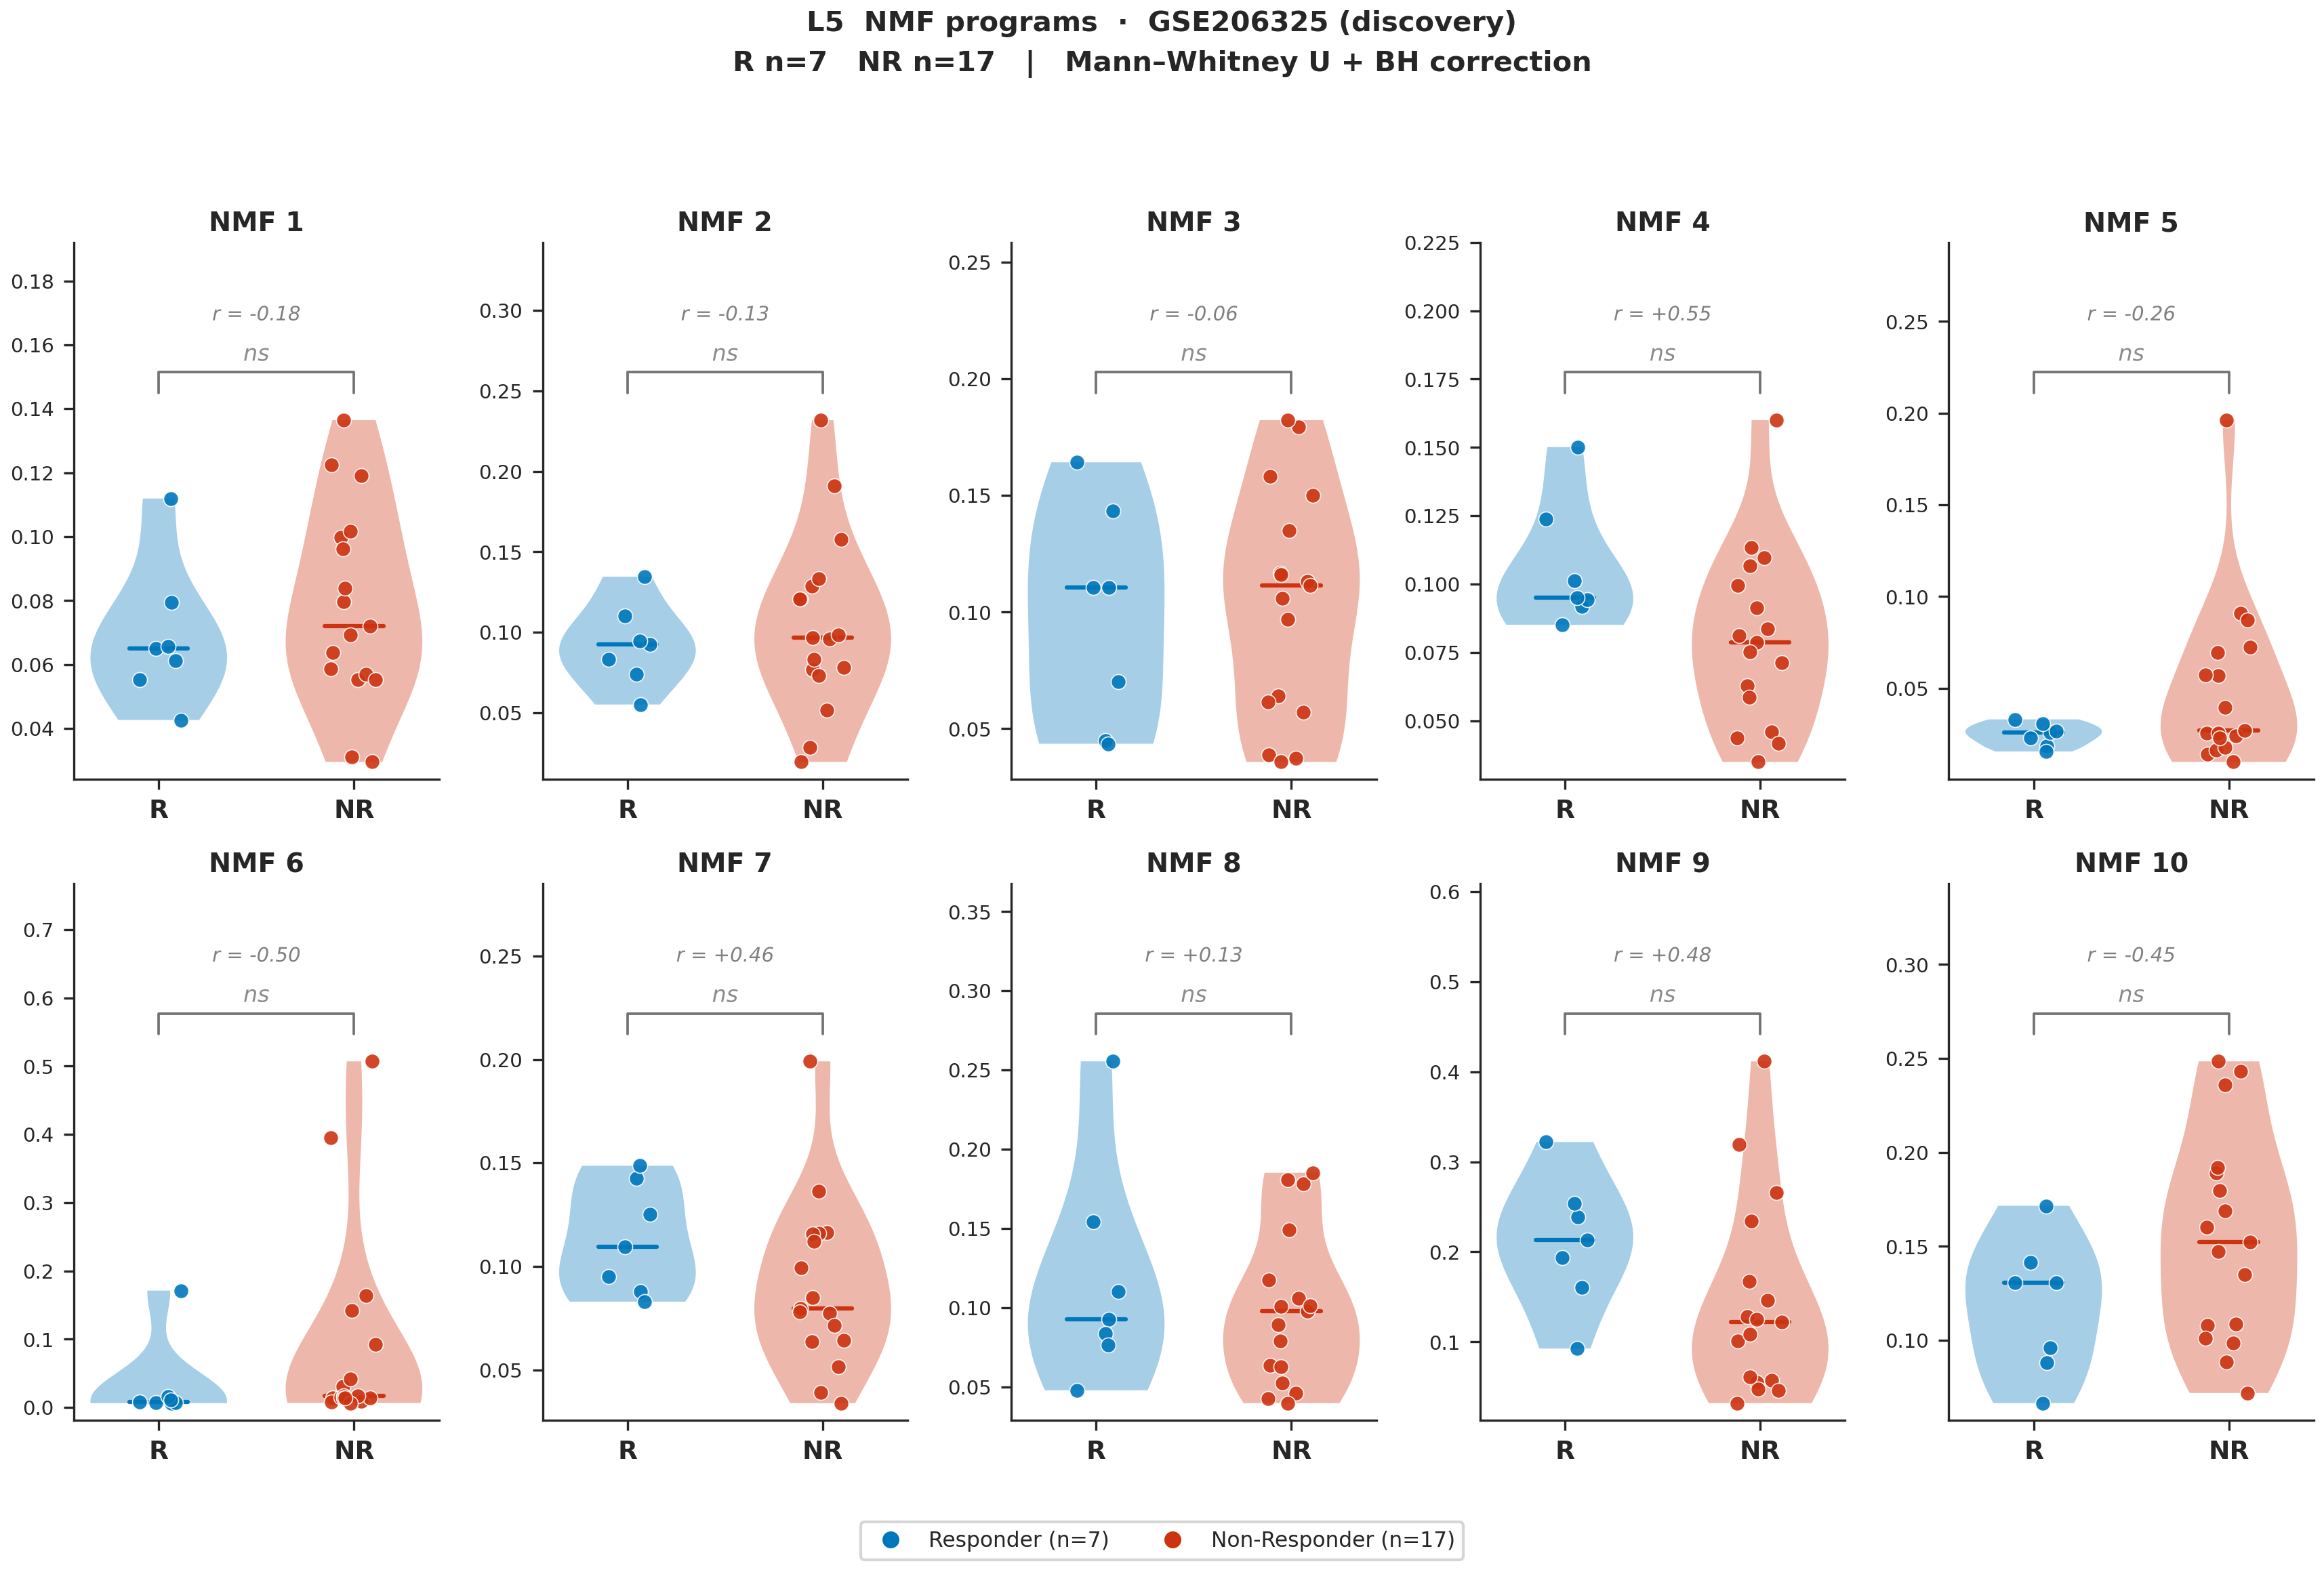 L5  NMF programs  ·  GSE206325 (discovery)
R n=7   NR n=17   |   Mann–Whitney U + BH correction
NMF 1
0.18
0.16
0.14
0.12
0.10
0.08
0.06
0.04
r = -0.18
ns
R
NR
NMF 2
0.30
0.25
0.20
0.15
0.10
0.05
r = -0.13
ns
R
NR
NMF 3
0.25
0.20
0.15
0.10
0.05
r = -0.06
ns
R
NR
NMF 4
0.225
0.200
0.175
0.150
0.125
0.100
0.075
0.050
r = +0.55
ns
R
NR
NMF 5
0.25
0.20
0.15
0.10
0.05
r = -0.26
ns
R
NR
NMF 6
0.7
0.6
0.5
0.4
0.3
0.2
0.1
0.0
r = -0.50
ns
R
NR
NMF 7
0.25
0.20
0.15
0.10
0.05
r = +0.46
ns
R
NR
NMF 8
0.35
0.30
0.25
0.20
0.15
0.10
0.05
r = +0.13
ns
R
NR
NMF 9
0.6
0.5
0.4
0.3
0.2
0.1
r = +0.48
ns
R
NR
NMF 10
0.30
0.25
0.20
0.15
0.10
r = -0.45
ns
R
NR
Responder (n=7)
Non-Responder (n=17)